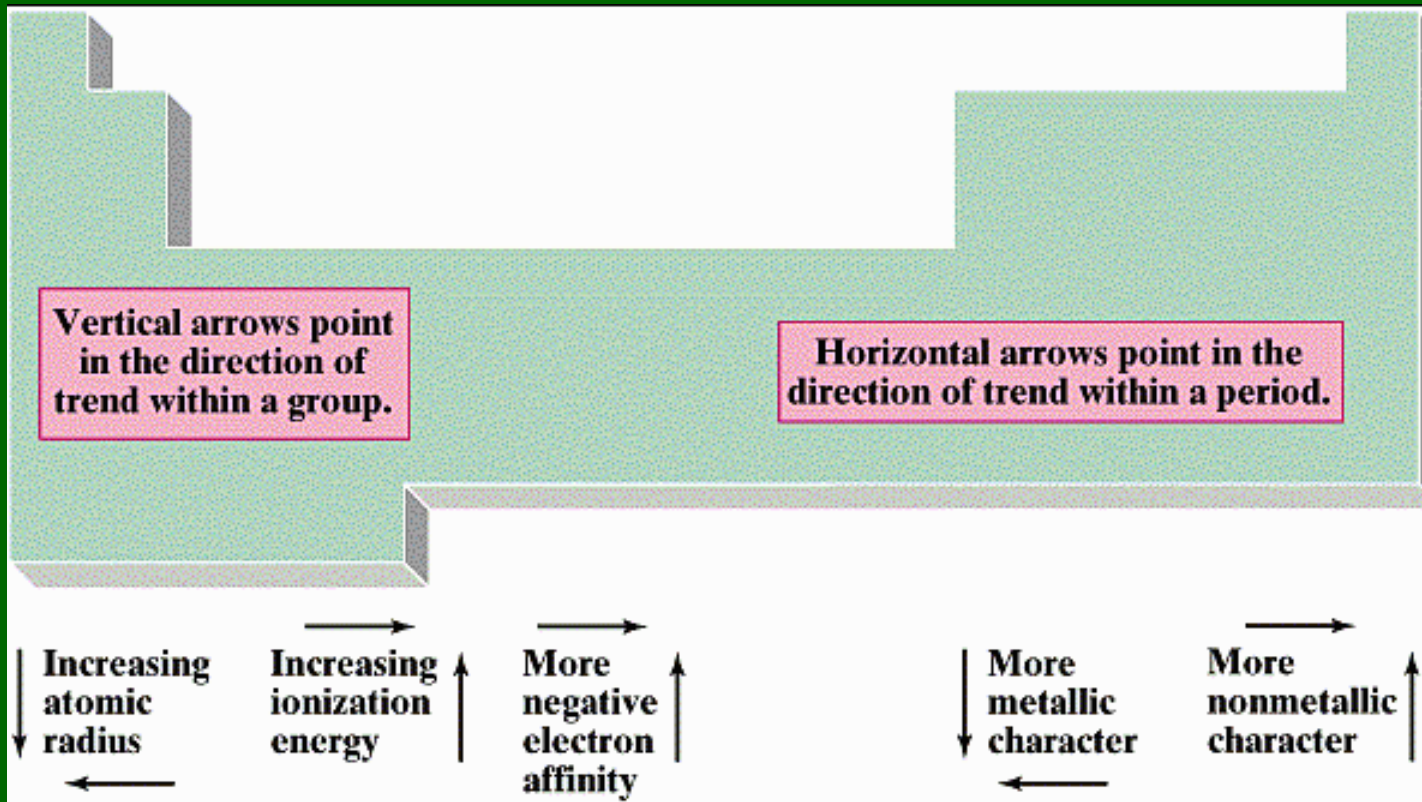 Vertical arrows point
in the direction of
trend within a group.
Horizontal arrows point in the
direction of trend within a period.
Increasing
atomic
radius
Increasing
ionization
energy
More
negative
electron
affinity
More
metallic
character
More
nonmetallic
character